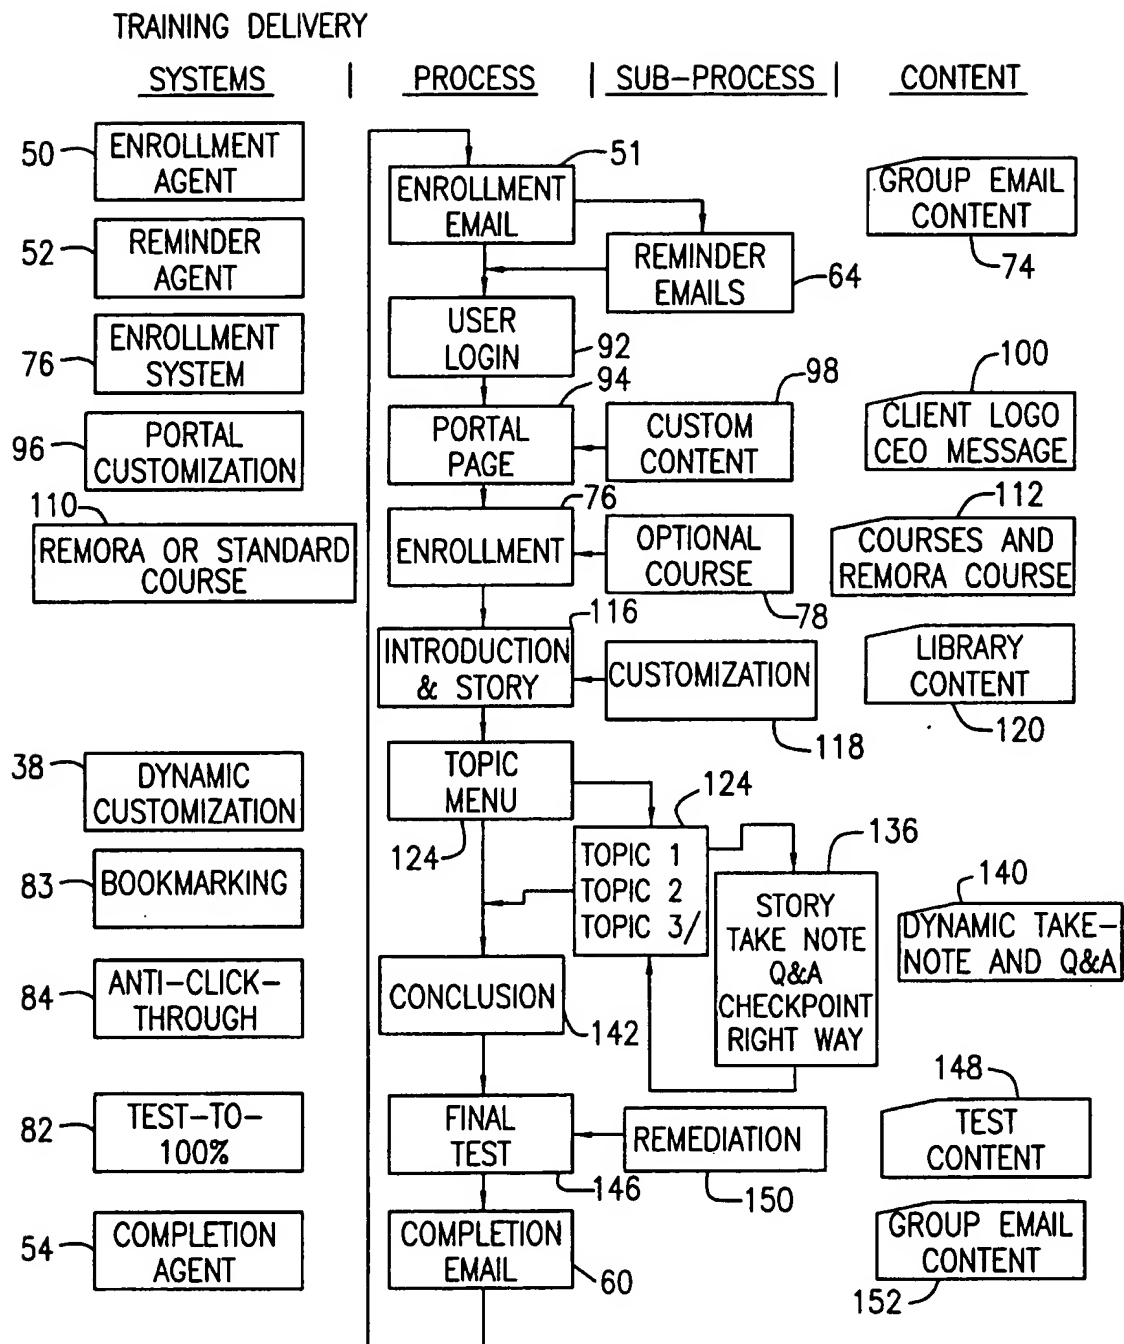 TRAINING DELIVERY
SYSTEMS
PROCESS
SUB-PROCESS
CONTENT
50
ENROLLMENT
AGENT
51
ENROLLMENT
EMAIL
GROUP EMAIL
CONTENT
74
52
REMINDER
AGENT
REMINDER
EMAILS
64
76
ENROLLMENT
SYSTEM
USER
LOGIN
92
94
98
100
96
PORTAL
CUSTOMIZATION
PORTAL
PAGE
CUSTOM
CONTENT
CLIENT LOGO
CEO MESSAGE
110
76
112
REMORA OR STANDARD
COURSE
ENROLLMENT
OPTIONAL
COURSE
78
COURSES AND
REMORA COURSE
116
INTRODUCTION
& STORY
CUSTOMIZATION
118
LIBRARY
CONTENT
120
38
DYNAMIC
CUSTOMIZATION
TOPIC
MENU
124
124
TOPIC 1
TOPIC 2
TOPIC 3/
136
STORY
TAKE NOTE
Q&A
CHECKPOINT
RIGHT WAY
140
DYNAMIC TAKE-
NOTE AND Q&A
83
BOOKMARKING
84
ANTI-CLICK-
THROUGH
CONCLUSION
142
148
82
TEST-TO-
100%
FINAL
TEST
146
REMEDIATION
150
TEST
CONTENT
54
COMPLETION
AGENT
COMPLETION
EMAIL
60
GROUP EMAIL
CONTENT
152